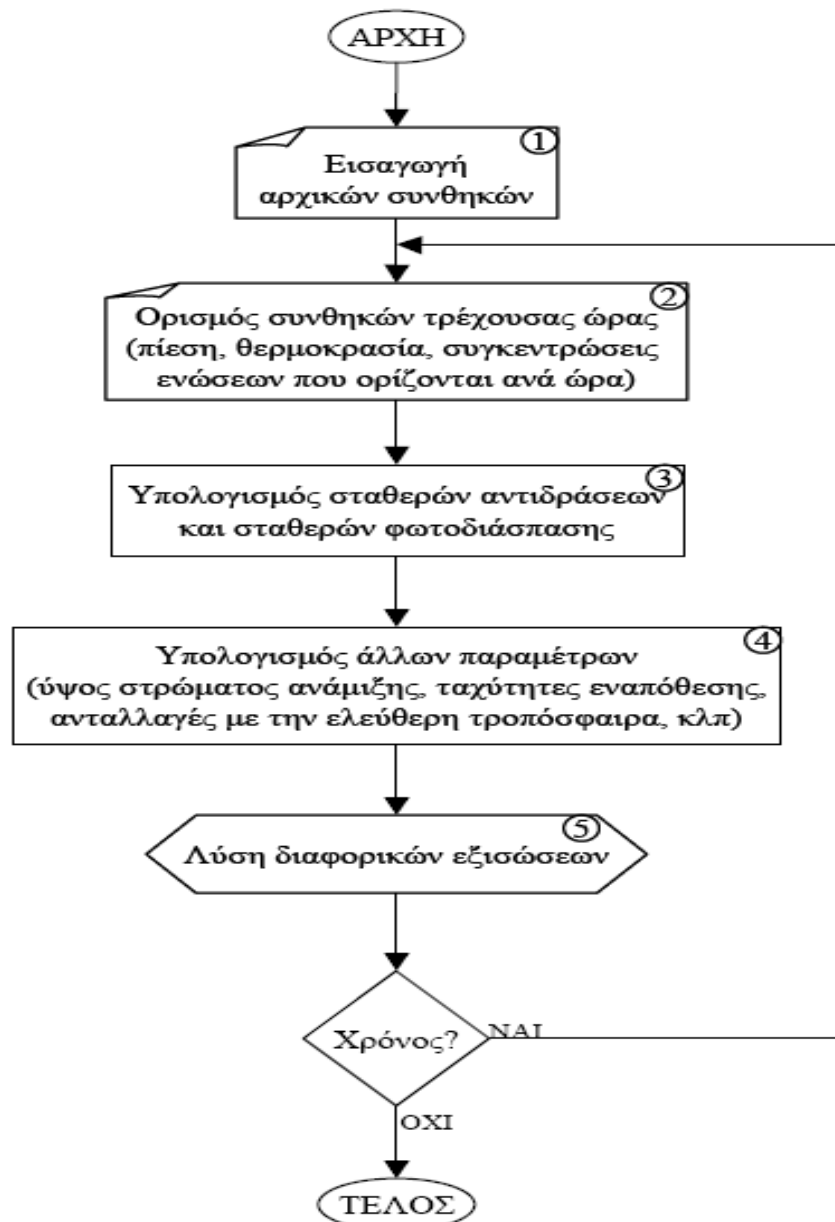 ΑΡΧΗ
①
Εισαγωγή
αρχικών συνθηκών
②
Ορισμός συνθηκών τρέχουσας ώρας
(πίεση, θερμοκρασία, συγκεντρώσεις
ενώσεων που ορίζονται ανά ώρα)
③
Υπολογισμός σταθερών αντιδράσεων
και σταθερών φωτοδιάσπασης
④
Υπολογισμός άλλων παραμέτρων
(ύψος στρώματος ανάμιξης, ταχύτητες εναπόθεσης,
ανταλλαγές με την ελεύθερη τροπόσφαιρα, κλπ)
⑤
Λύση διαφορικών εξισώσεων
Χρόνος?
ΝΑΙ
ΟΧΙ
ΤΕΛΟΣ